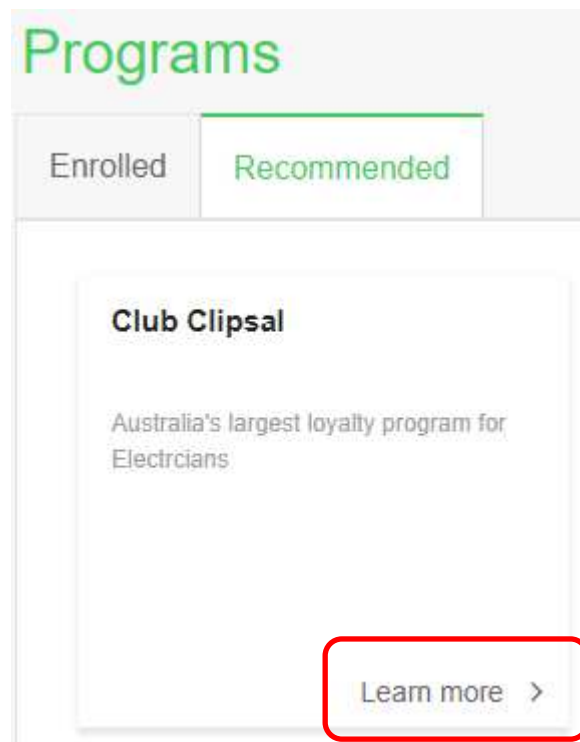 Programs
Enrolled
Recommended
Club Clipsal
Australia's largest loyalty program for
Electrcians
Learn more >